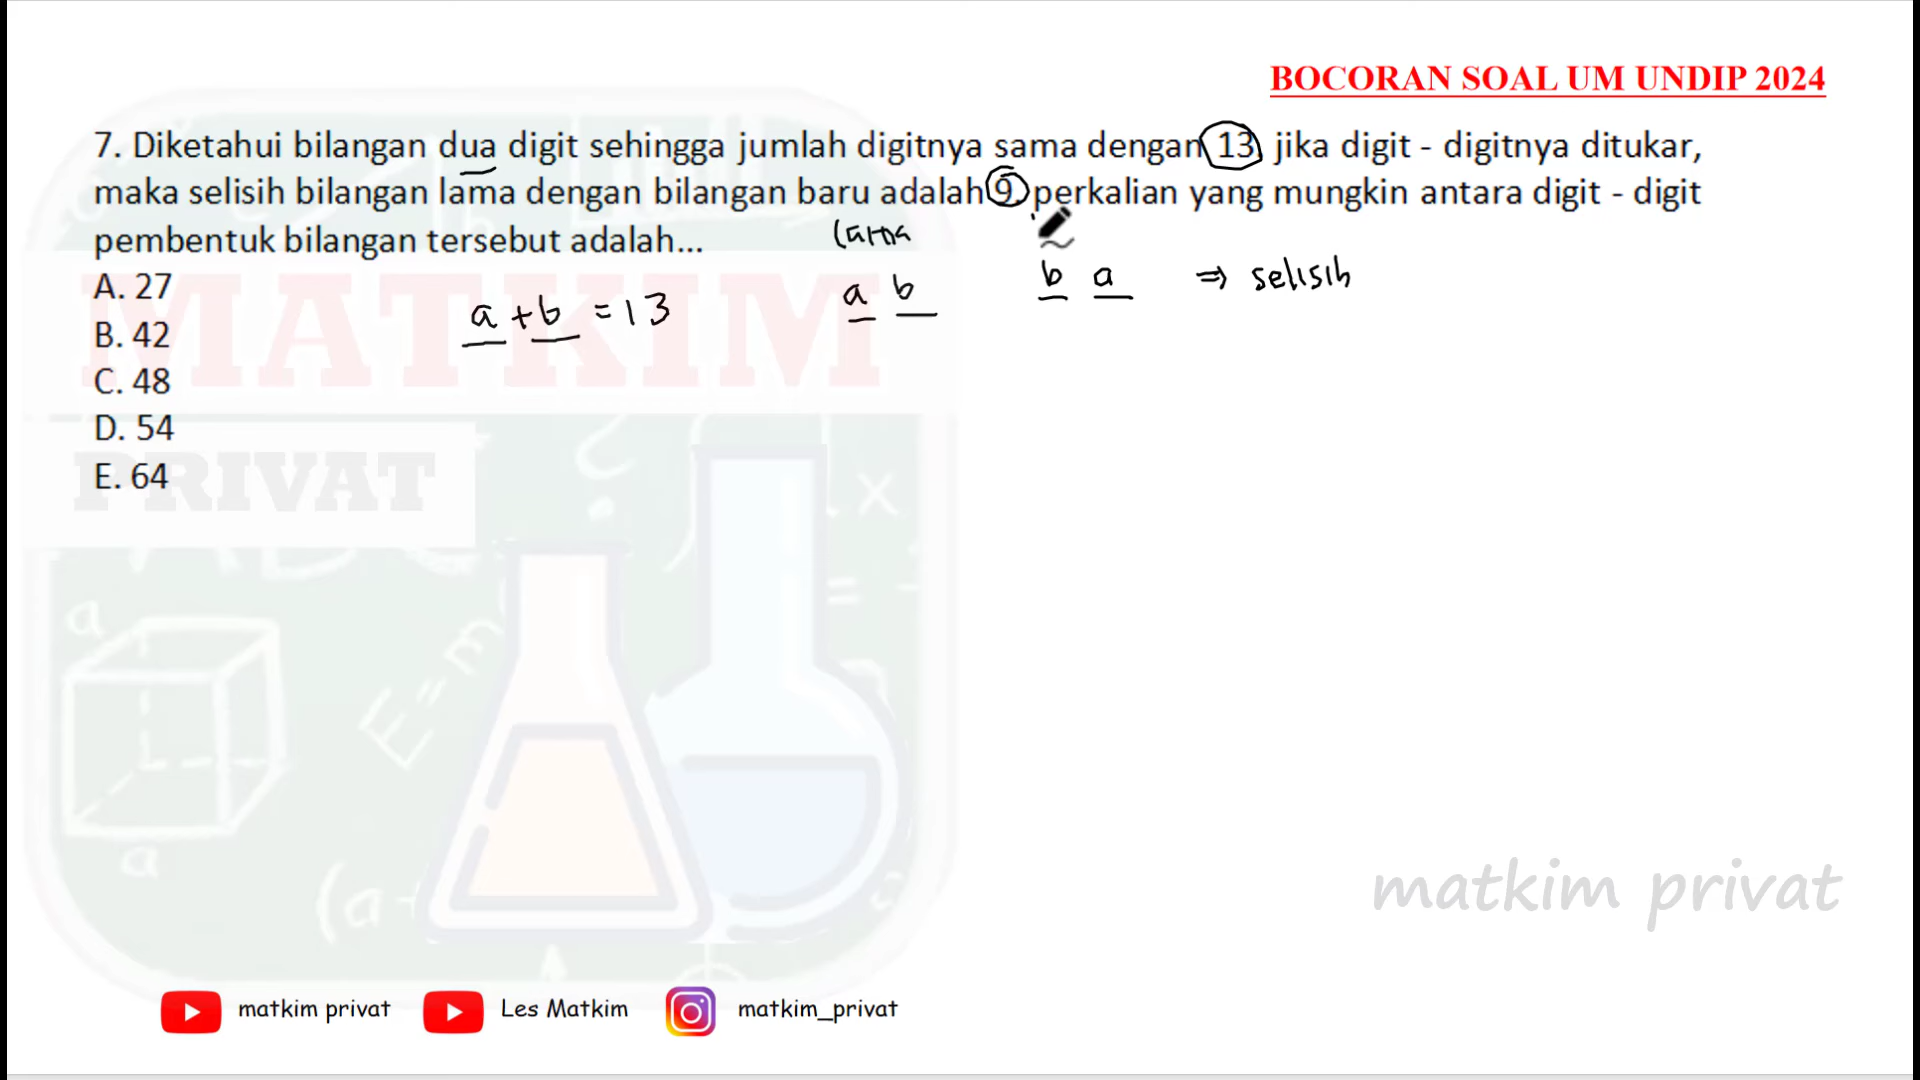 BOCORAN SOAL UM UNDIP 2024
7. Diketahui bilangan dua digit sehingga jumlah digitnya sama dengan 13, jika digit - digitnya ditukar,
maka selisih bilangan lama dengan bilangan baru adalah 9. perkalian yang mungkin antara digit - digit
pembentuk bilangan tersebut adalah...
lama
A. 27
B. 42
C. 48
D. 54
E. 64
a + b = 13
a b
b a ⇒ selisih
MATKIM
PRIVAT
a
a
E=m
(a+
x
matkim privat
matkim privat
Les Matkim
matkim_privat